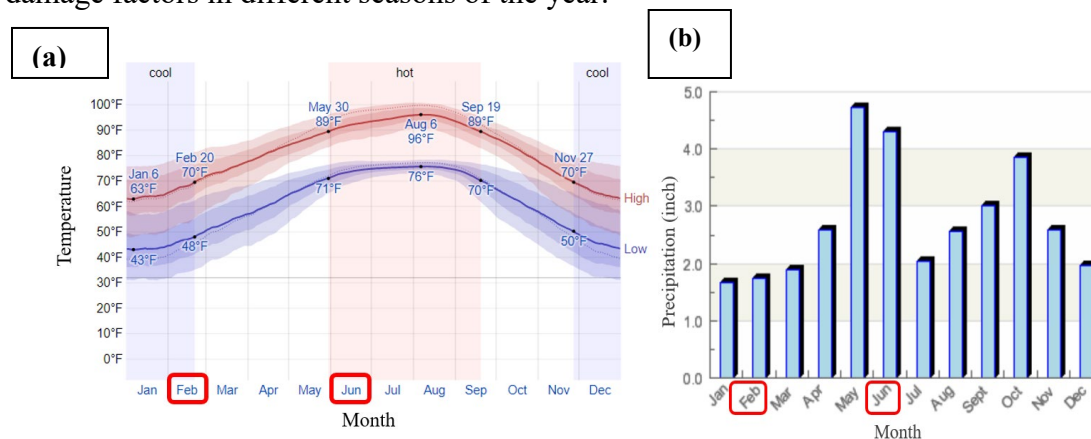 damage factors in different seasons of the year.
(a)
cool
hot
cool
100°F
90°F
80°F
70°F
60°F
50°F
40°F
30°F
20°F
10°F
0°F
Temperature
Jan 6
63°F
Feb 20
70°F
May 30
89°F
Aug 6
96°F
Sep 19
89°F
Nov 27
70°F
High
43°F
48°F
71°F
76°F
70°F
50°F
Low
Jan Feb Mar Apr May Jun Jul Aug Sep Oct Nov Dec
Month
(b)
5.0
4.0
3.0
2.0
1.0
0.0
Precipitation (inch)
Jan Feb Mar Apr May Jun Jul Aug Sept Oct Nov Dec
Month